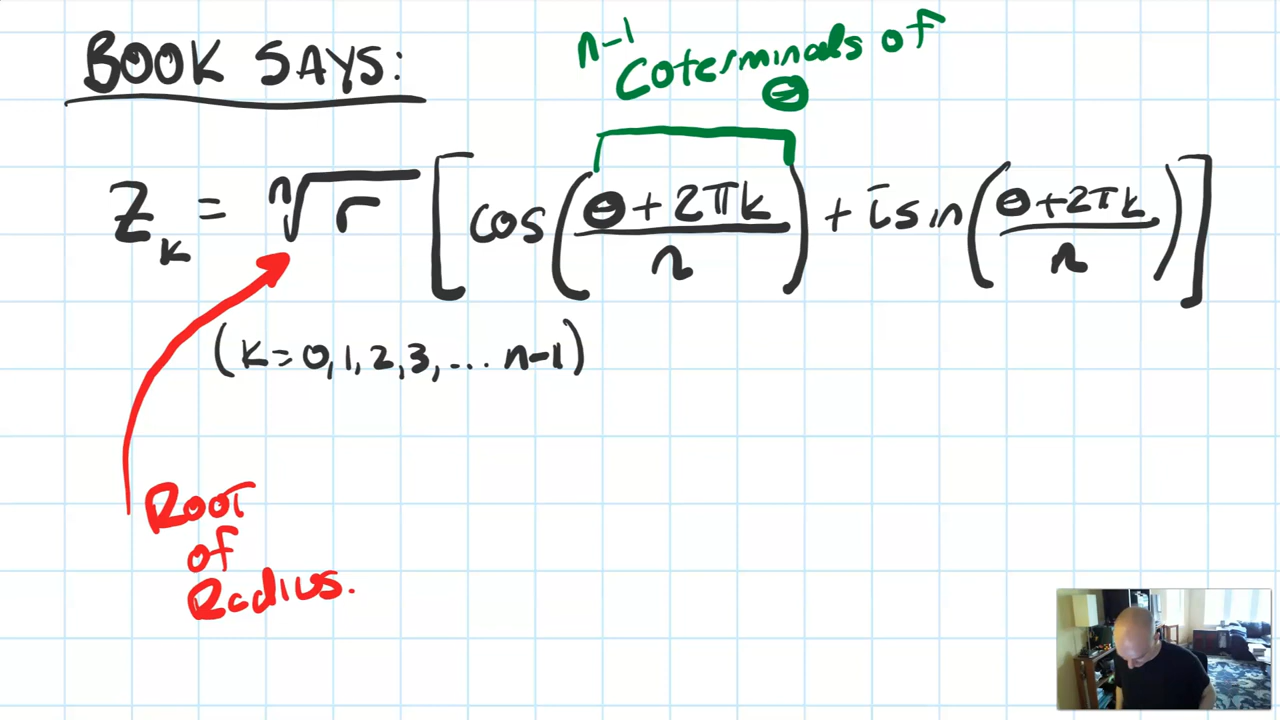 BOOK SAYS:
n-1
Coterminals of
θ
Z_k = ⁿ√r [cos((θ+2πk)/n) + i sin((θ+2πk)/n)]
(k=0,1,2,3,... n-1)
Root
of
Radius.